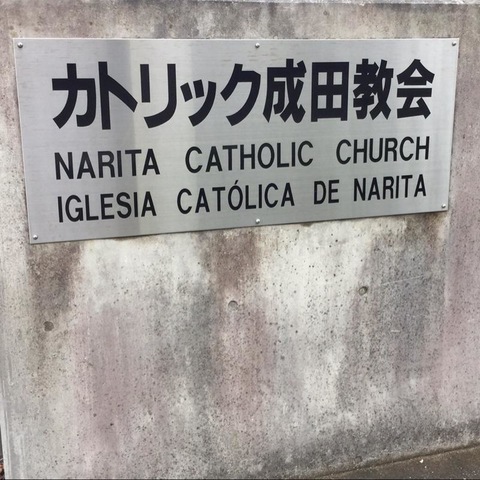 カトリック成田教会
NARITA CATHOLIC CHURCH
IGLESIA CATÓLICA DE NARITA